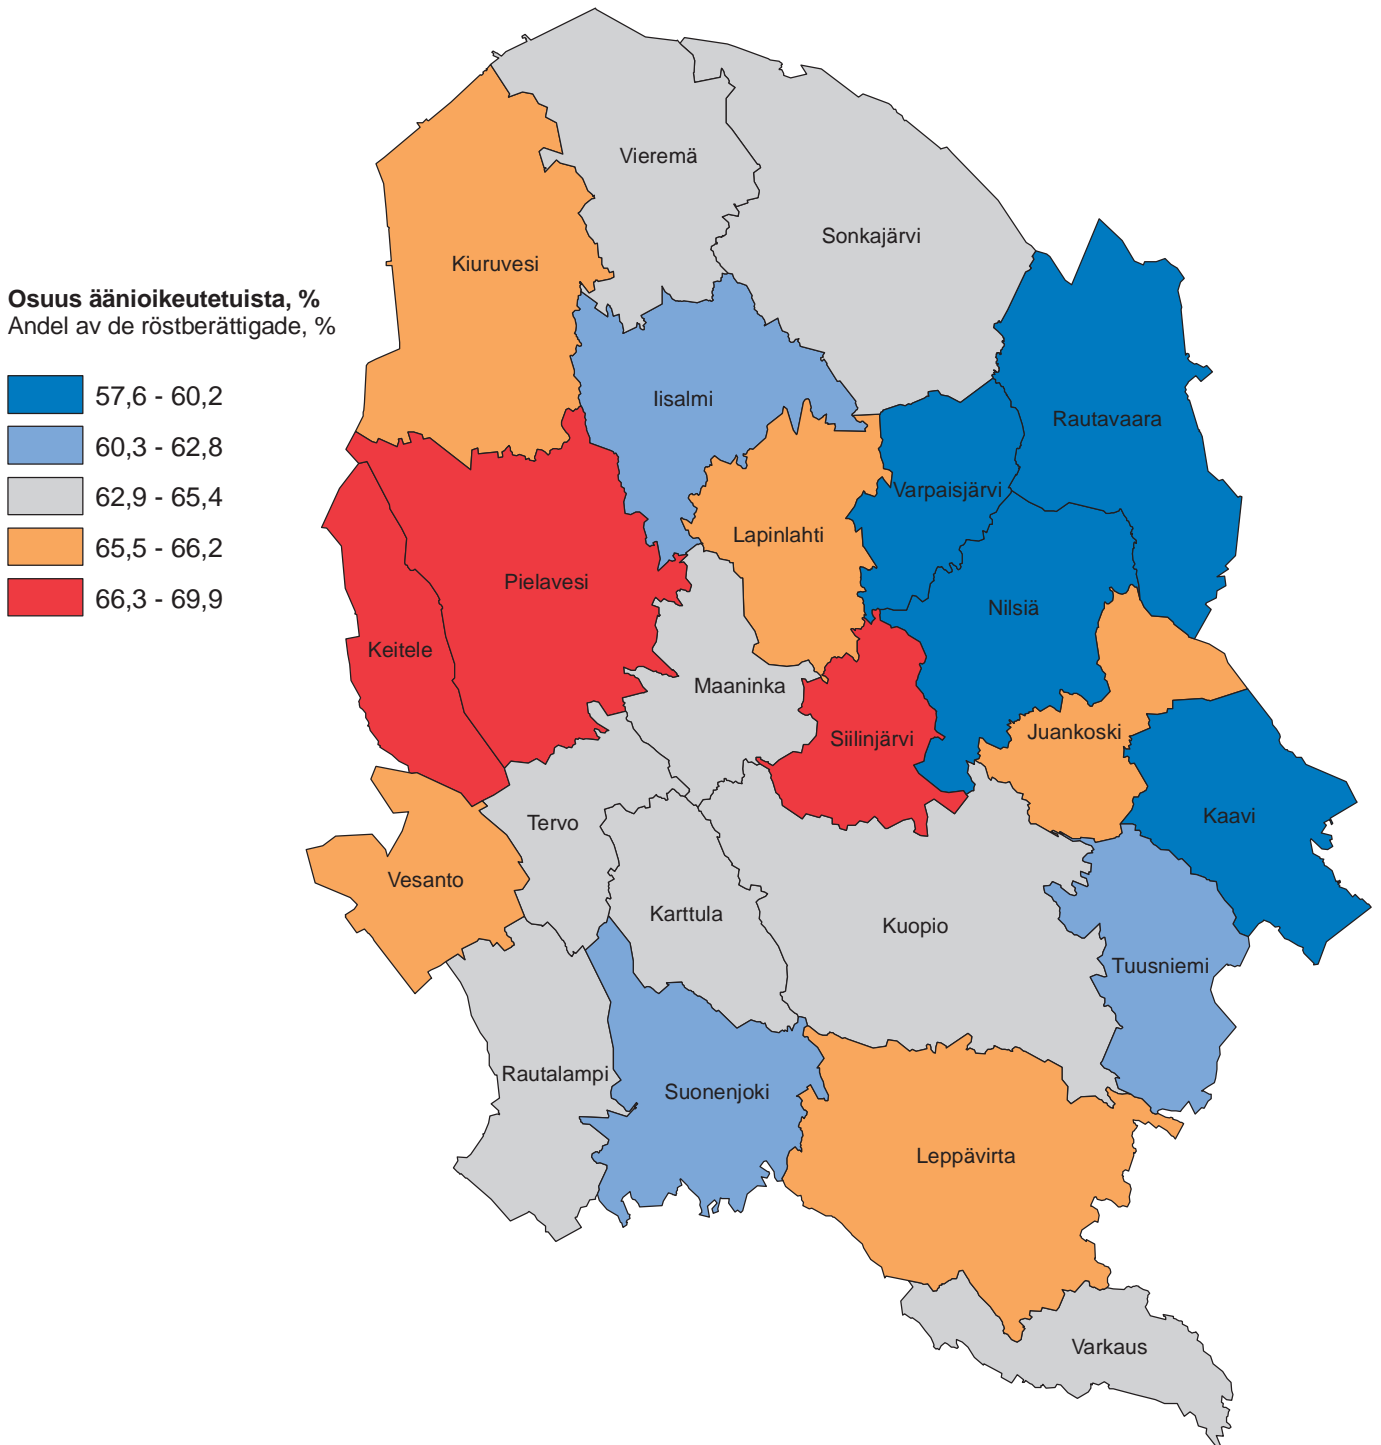 Osuus äänioikeutetuista, %
Andel av de röstberättigade, %
57,6 - 60,2
60,3 - 62,8
62,9 - 65,4
65,5 - 66,2
66,3 - 69,9
Vieremä
Sonkajärvi
Kiuruvesi
Iisalmi
Rautavaara
Varpaisjärvi
Lapinlahti
Pielavesi
Nilsiä
Keitele
Maaninka
Juankoski
Siilinjärvi
Kaavi
Tervo
Vesanto
Karttula
Kuopio
Tuusniemi
Rautalampi
Suonenjoki
Leppävirta
Varkaus